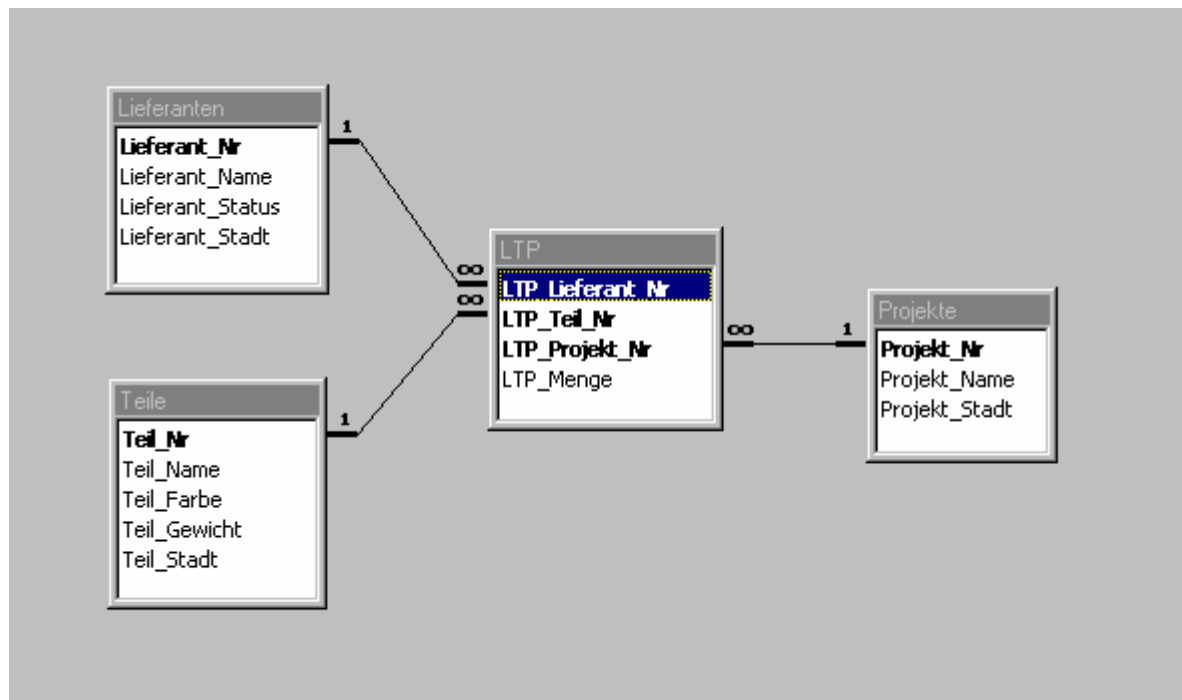 Lieferanten
Lieferant_Nr
Lieferant_Name
Lieferant_Status
Lieferant_Stadt
1
∞
∞
LTP
LTP_Lieferant_Nr
LTP_Teil_Nr
LTP_Projekt_Nr
LTP_Menge
∞
1
Projekte
Projekt_Nr
Projekt_Name
Projekt_Stadt
Teile
Teil_Nr
Teil_Name
Teil_Farbe
Teil_Gewicht
Teil_Stadt
1